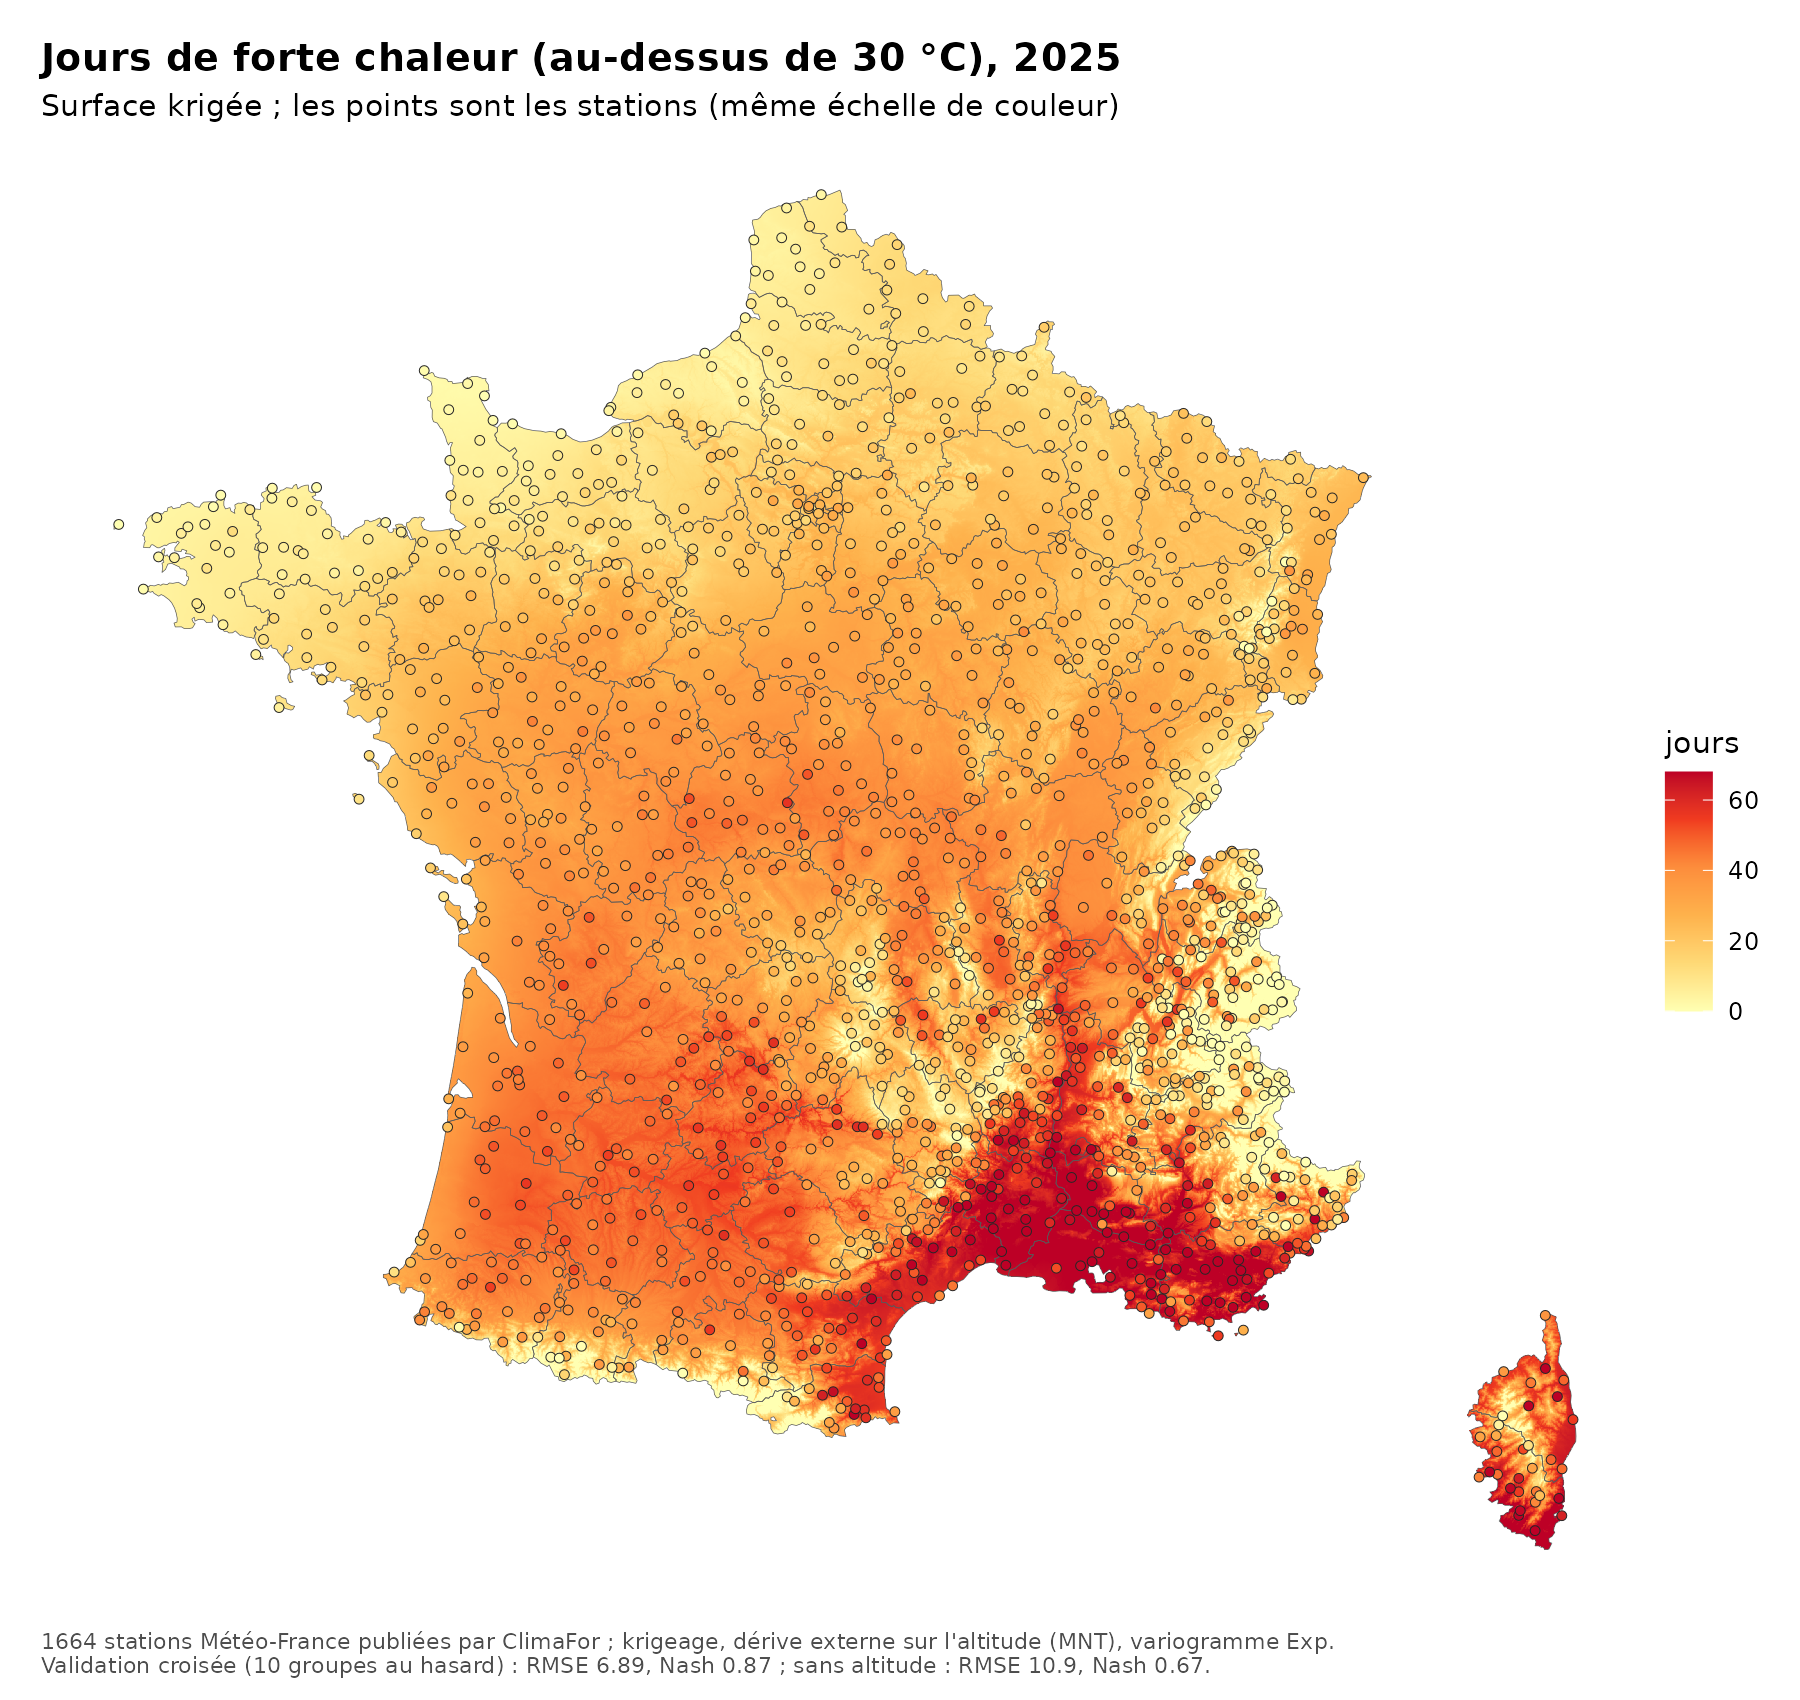 Jours de forte chaleur (au-dessus de 30 °C), 2025
Surface krigée ; les points sont les stations (même échelle de couleur)
jours
60
40
20
0
1664 stations Météo-France publiées par ClimaFor ; krigeage, dérive externe sur l'altitude (MNT), variogramme Exp.
Validation croisée (10 groupes au hasard) : RMSE 6.89, Nash 0.87 ; sans altitude : RMSE 10.9, Nash 0.67.